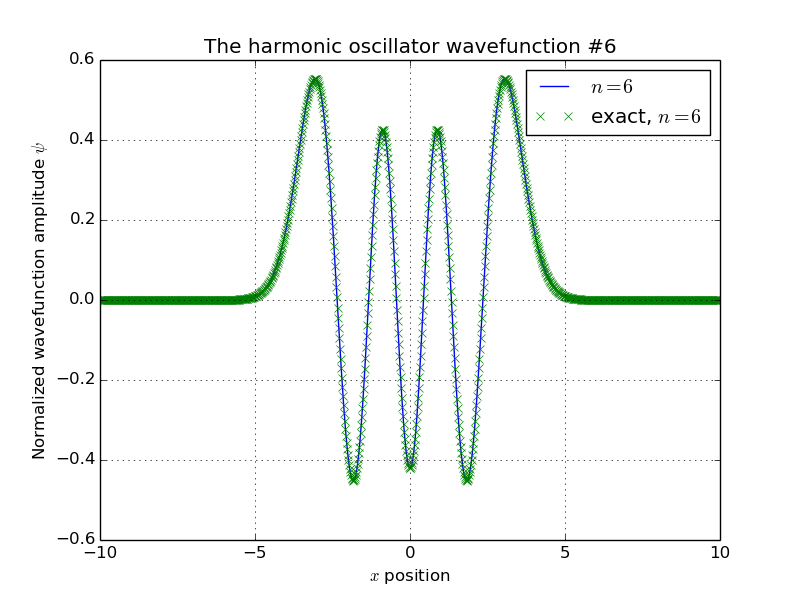 The harmonic oscillator wavefunction #6
n=6
exact, n=6
Normalized wavefunction amplitude ψ
0.6
0.4
0.2
0.0
−0.2
−0.4
−0.6
−10 −5 0 5 10
x position